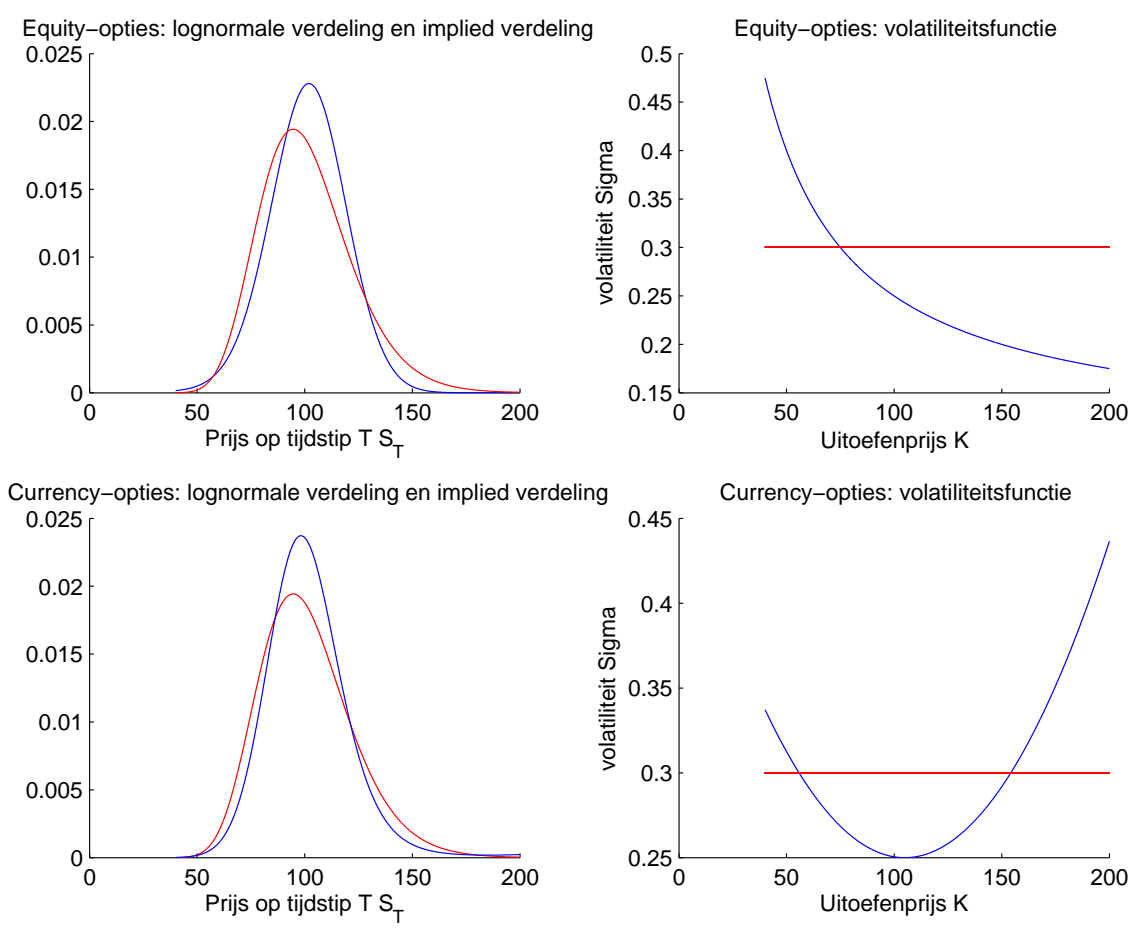 Equity−opties: lognormale verdeling en implied verdeling
0.025
0.02
0.015
0.01
0.005
0
0 50 100 150 200
Prijs op tijdstip T S_T
Equity−opties: volatiliteitsfunctie
0.5
0.45
0.4
0.35
0.3
0.25
0.2
0.15
volatiliteit Sigma
0 50 100 150 200
Uitoefenprijs K
Currency−opties: lognormale verdeling en implied verdeling
0.025
0.02
0.015
0.01
0.005
0
0 50 100 150 200
Prijs op tijdstip T S_T
Currency−opties: volatiliteitsfunctie
0.45
0.4
0.35
0.3
0.25
volatiliteit Sigma
0 50 100 150 200
Uitoefenprijs K